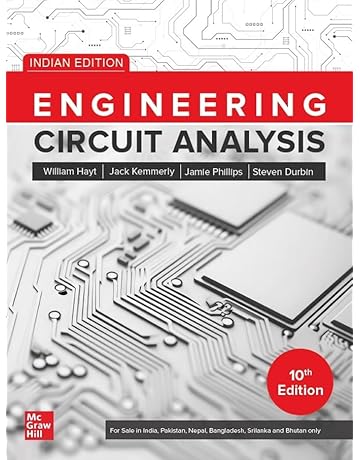 INDIAN EDITION
ENGINEERING
CIRCUIT ANALYSIS
William Hayt | Jack Kemmerly | Jamie Phillips | Steven Durbin
10th
Edition
Mc
Graw
Hill
For Sale in India, Pakistan, Nepal, Bangladesh, Srilanka and Bhutan only